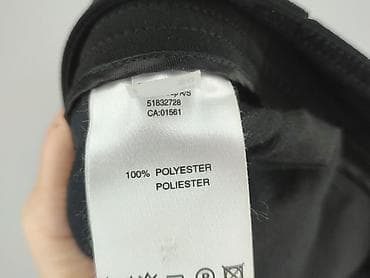 51832728
CA:01561
100% POLYESTER
POLIESTER